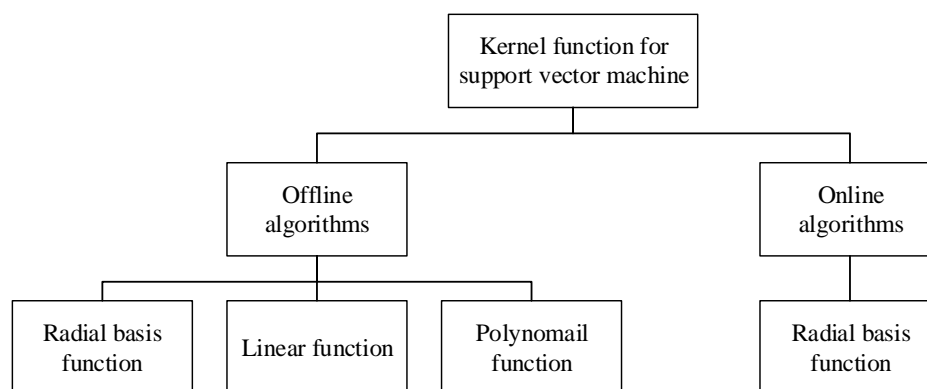 Kernel function for
support vector machine
Offline
algorithms
Online
algorithms
Radial basis
function
Linear function
Polynomail
function
Radial basis
function